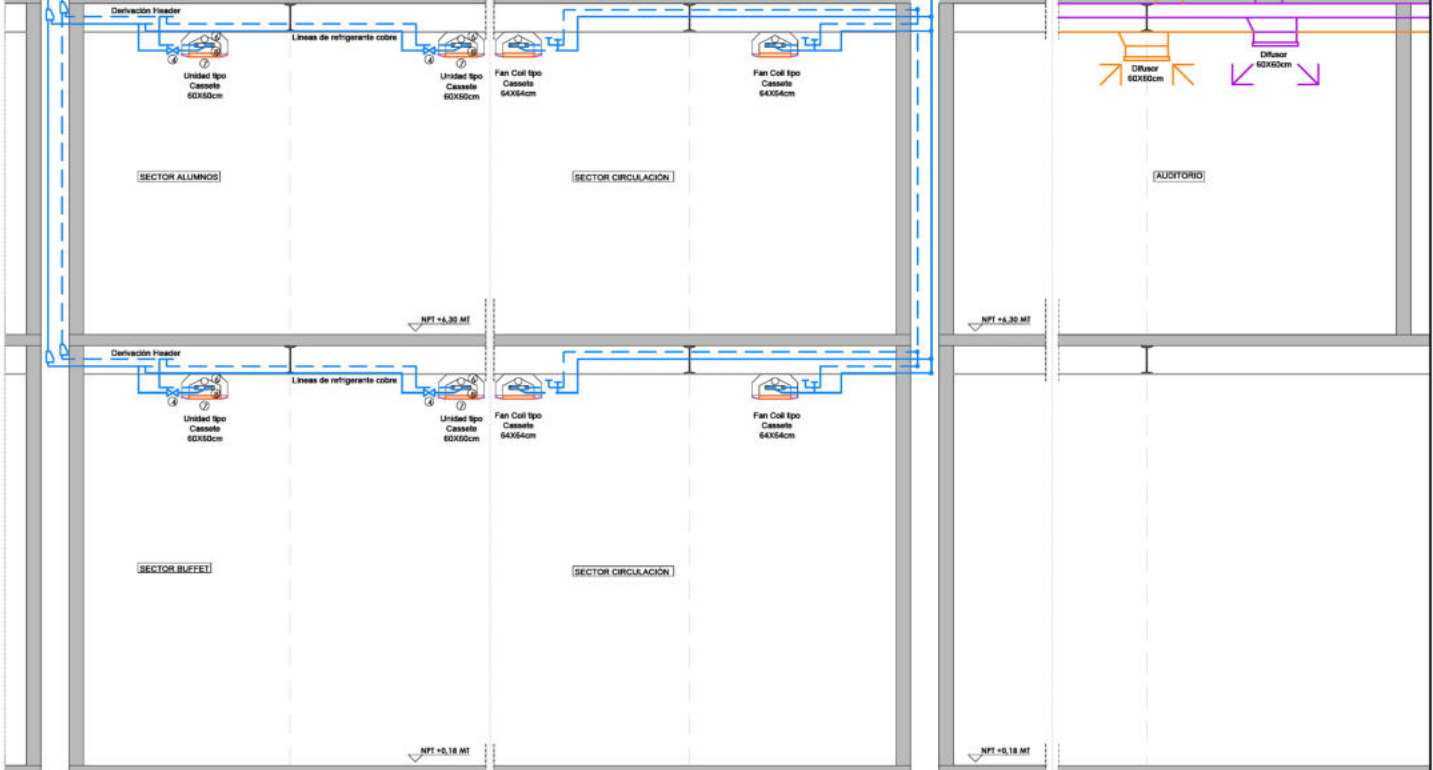 Derivación Header
Líneas de refrigerante cobre
Unidad tipo
Cassete
60X60cm
Unidad tipo
Cassete
60X60cm
Fan Coil tipo
Cassete
64X64cm
Fan Coil tipo
Cassete
64X64cm
Difusor
60X60cm
Difusor
60X60cm
SECTOR ALUMNOS
SECTOR CIRCULACIÓN
AUDITORIO
NPT +6,30 MT
NPT +6,30 MT
Derivación Header
Líneas de refrigerante cobre
Unidad tipo
Cassete
60X60cm
Unidad tipo
Cassete
60X60cm
Fan Coil tipo
Cassete
64X64cm
Fan Coil tipo
Cassete
64X64cm
SECTOR BUFFET
SECTOR CIRCULACIÓN
NPT +0,18 MT
NPT +0,18 MT